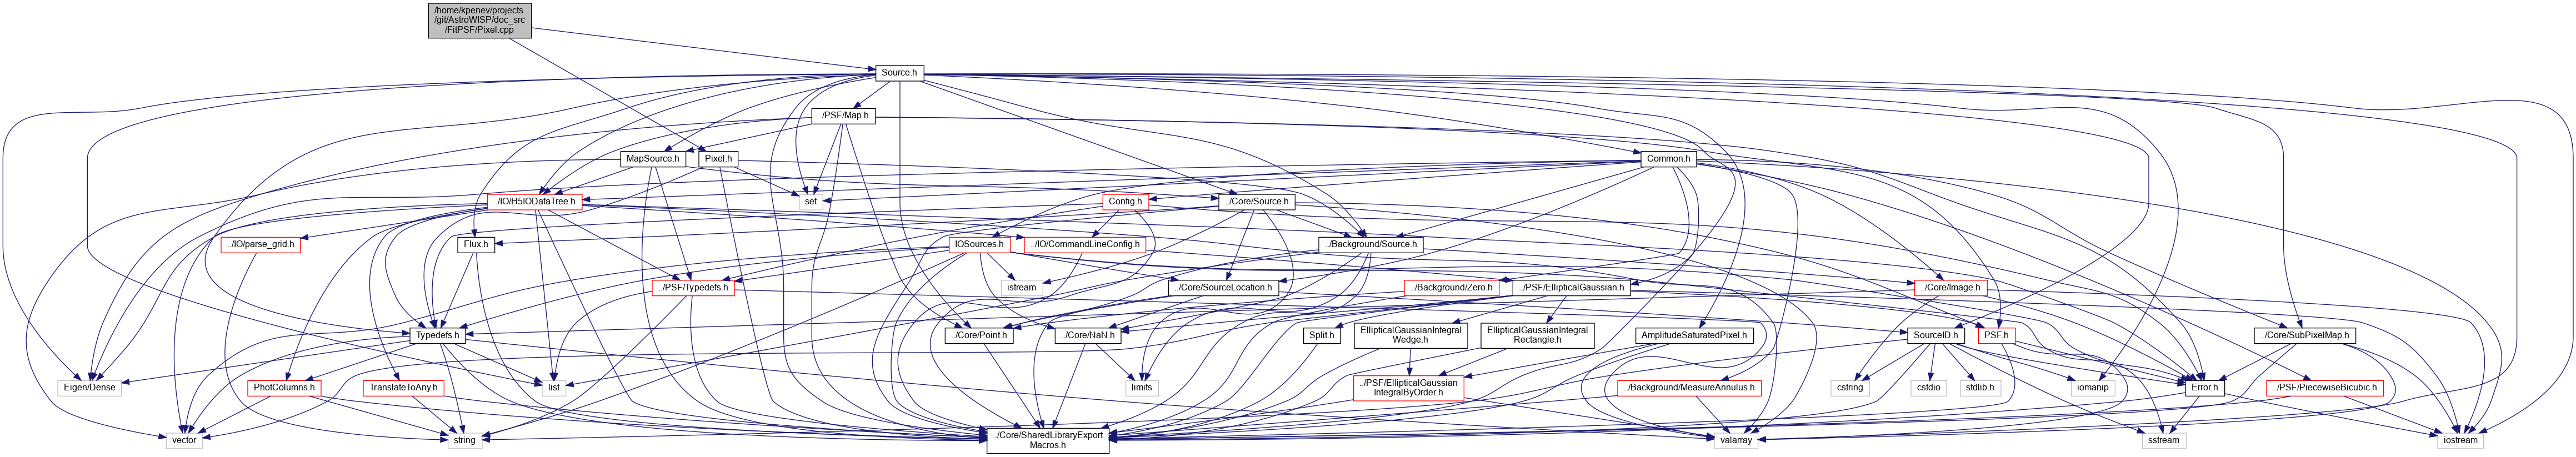 /home/kpenev/projects
/git/AstroWISP/doc_src
/FitPSF/Pixel.cpp
Source.h
../PSF/Map.h
MapSource.h
Pixel.h
Common.h
../IO/H5IODataTree.h
set
Config.h
../Core/Source.h
../IO/parse_grid.h
Flux.h
IOSources.h
../IO/CommandLineConfig.h
../Background/Source.h
../PSF/Typedefs.h
istream
../Core/SourceLocation.h
../Background/Zero.h
../PSF/EllipticalGaussian.h
../Core/Image.h
Typedefs.h
../Core/Point.h
../Core/NaN.h
Split.h
EllipticalGaussianIntegral
Wedge.h
EllipticalGaussianIntegral
Rectangle.h
AmplitudeSaturatedPixel.h
SourceID.h
PSF.h
../Core/SubPixelMap.h
Eigen/Dense
PhotColumns.h
TranslateToAny.h
list
limits
../PSF/EllipticalGaussian
IntegralByOrder.h
../Background/MeasureAnnulus.h
cstring
cstdio
stdlib.h
iomanip
Error.h
../PSF/PiecewiseBicubic.h
vector
string
../Core/SharedLibraryExport
Macros.h
valarray
sstream
iostream